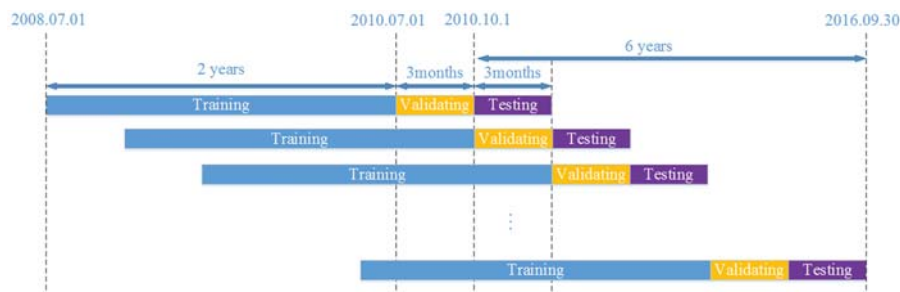 2008.07.01 2010.07.01 2010.10.1 2016.09.30
6 years
2 years 3months 3months
Training Validating Testing
Training Validating Testing
Training Validating Testing
⋮
Training Validating Testing